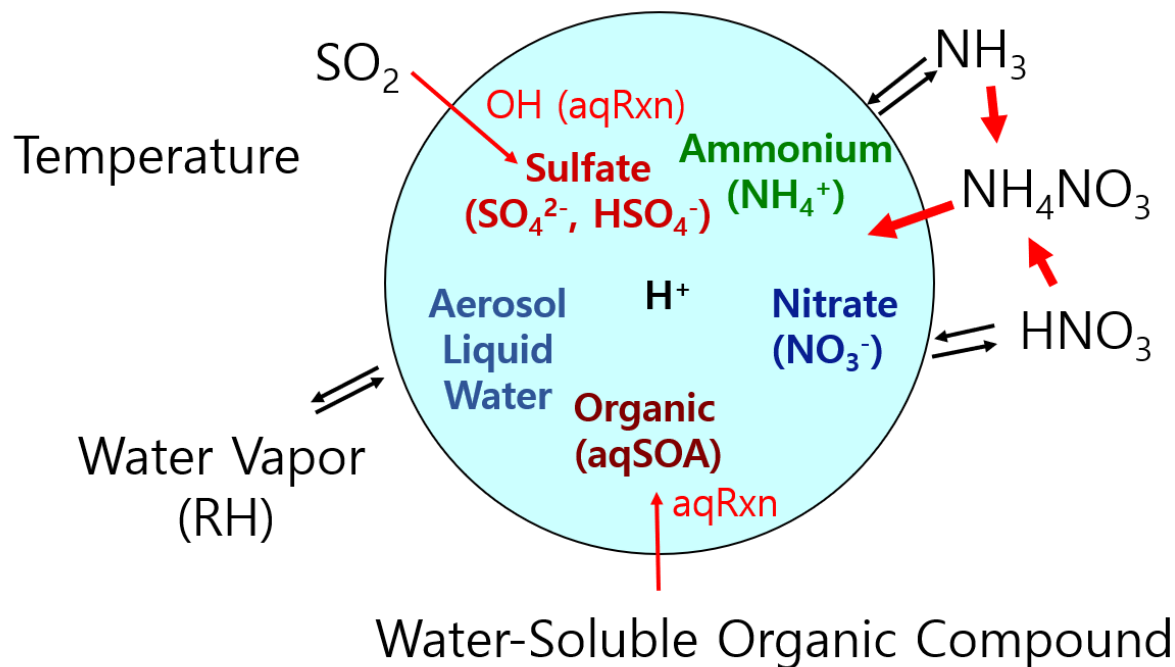 SO₂
NH₃
OH (aqRxn)
Temperature
Sulfate
(SO₄²⁻, HSO₄⁻)
Ammonium
(NH₄⁺)
NH₄NO₃
H⁺
Aerosol
Liquid
Water
Nitrate
(NO₃⁻)
HNO₃
Organic
(aqSOA)
Water Vapor
(RH)
aqRxn
Water-Soluble Organic Compound